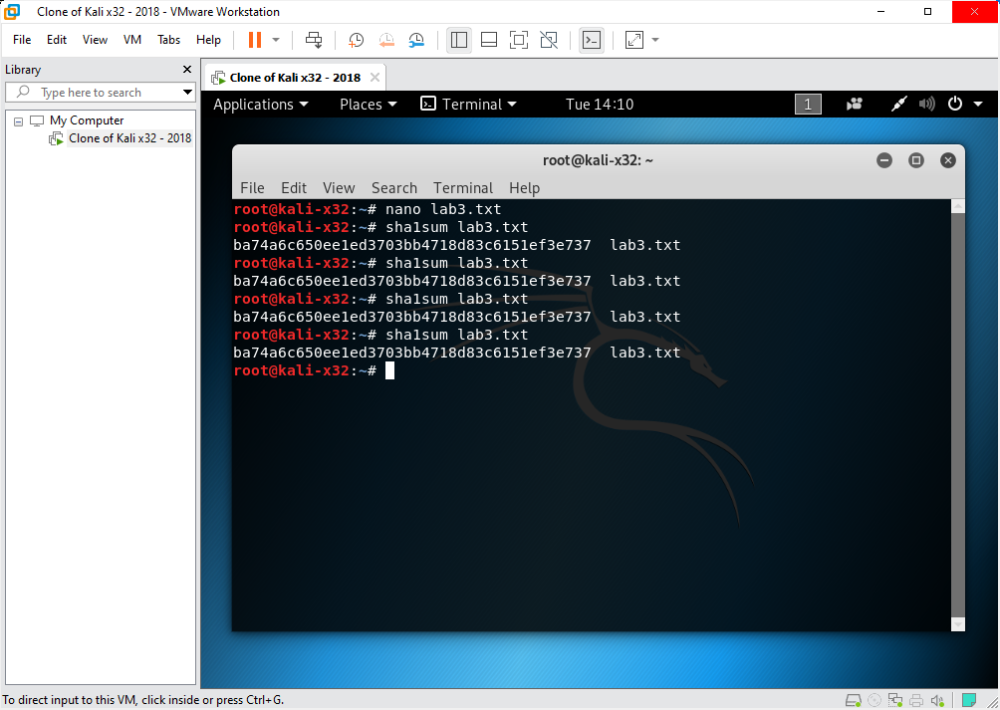 Clone of Kali x32 - 2018 - VMware Workstation
File Edit View VM Tabs Help
Library
Type here to search
My Computer
Clone of Kali x32 - 2018
Clone of Kali x32 - 2018
Applications Places Terminal Tue 14:10 1
root@kali-x32: ~
File Edit View Search Terminal Help
root@kali-x32:~# nano lab3.txt
root@kali-x32:~# sha1sum lab3.txt
ba74a6c650ee1ed3703bb4718d83c6151ef3e737  lab3.txt
root@kali-x32:~# sha1sum lab3.txt
ba74a6c650ee1ed3703bb4718d83c6151ef3e737  lab3.txt
root@kali-x32:~# sha1sum lab3.txt
ba74a6c650ee1ed3703bb4718d83c6151ef3e737  lab3.txt
root@kali-x32:~# sha1sum lab3.txt
ba74a6c650ee1ed3703bb4718d83c6151ef3e737  lab3.txt
root@kali-x32:~#
To direct input to this VM, click inside or press Ctrl+G.